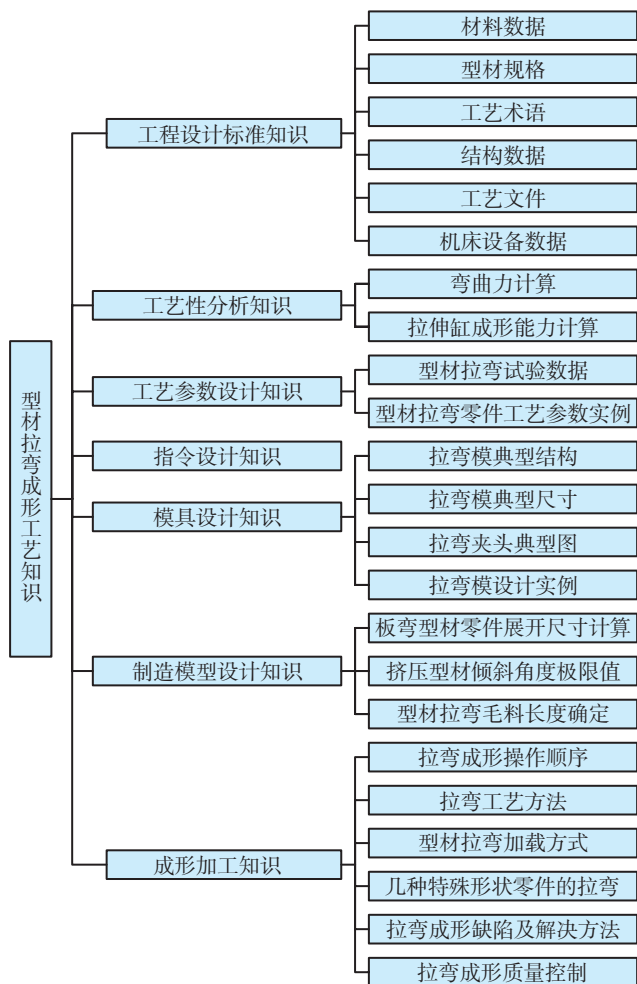 型材拉弯成形工艺知识
工程设计标准知识
材料数据
型材规格
工艺术语
结构数据
工艺文件
机床设备数据
工艺性分析知识
弯曲力计算
拉伸缸成形能力计算
工艺参数设计知识
型材拉弯试验数据
型材拉弯零件工艺参数实例
指令设计知识
模具设计知识
拉弯模典型结构
拉弯模典型尺寸
拉弯夹头典型图
拉弯模设计实例
制造模型设计知识
板弯型材零件展开尺寸计算
挤压型材倾斜角度极限值
型材拉弯毛料长度确定
成形加工知识
拉弯成形操作顺序
拉弯工艺方法
型材拉弯加载方式
几种特殊形状零件的拉弯
拉弯成形缺陷及解决方法
拉弯成形质量控制